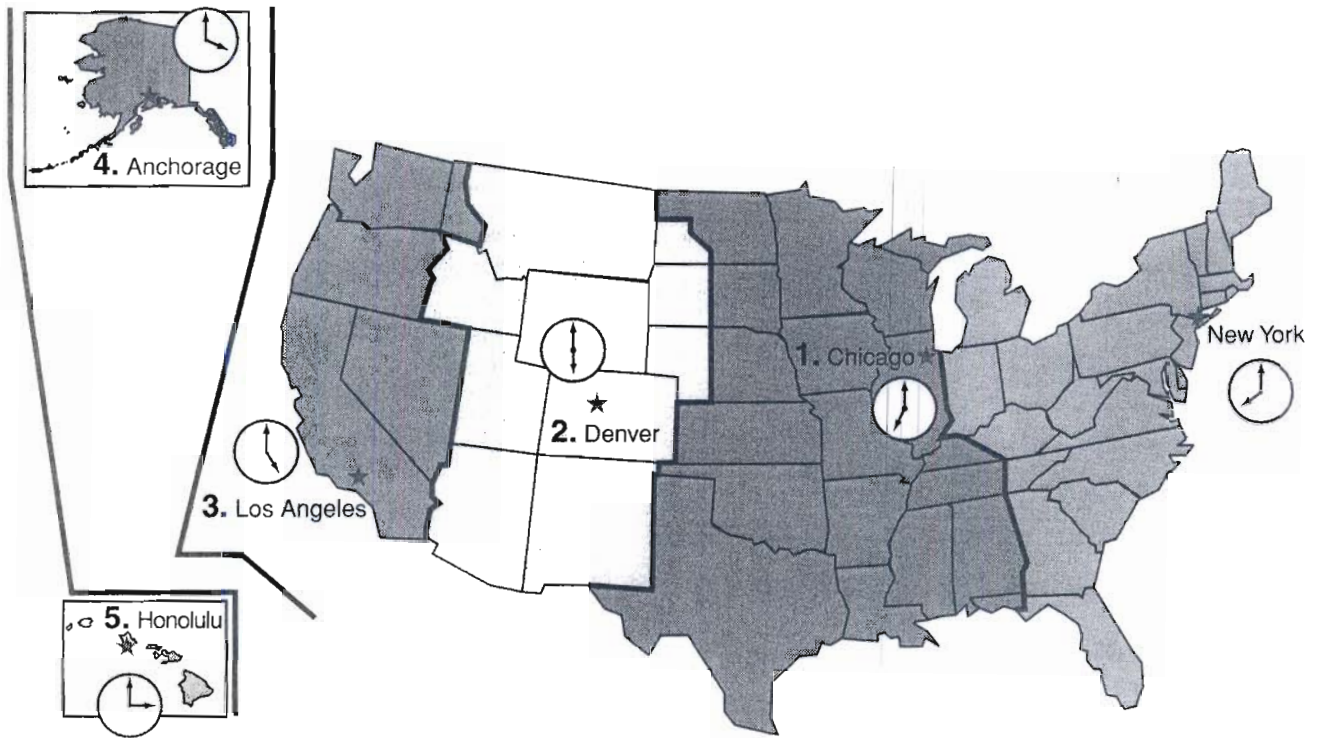 4. Anchorage
New York
1. Chicago
2. Denver
3. Los Angeles
5. Honolulu